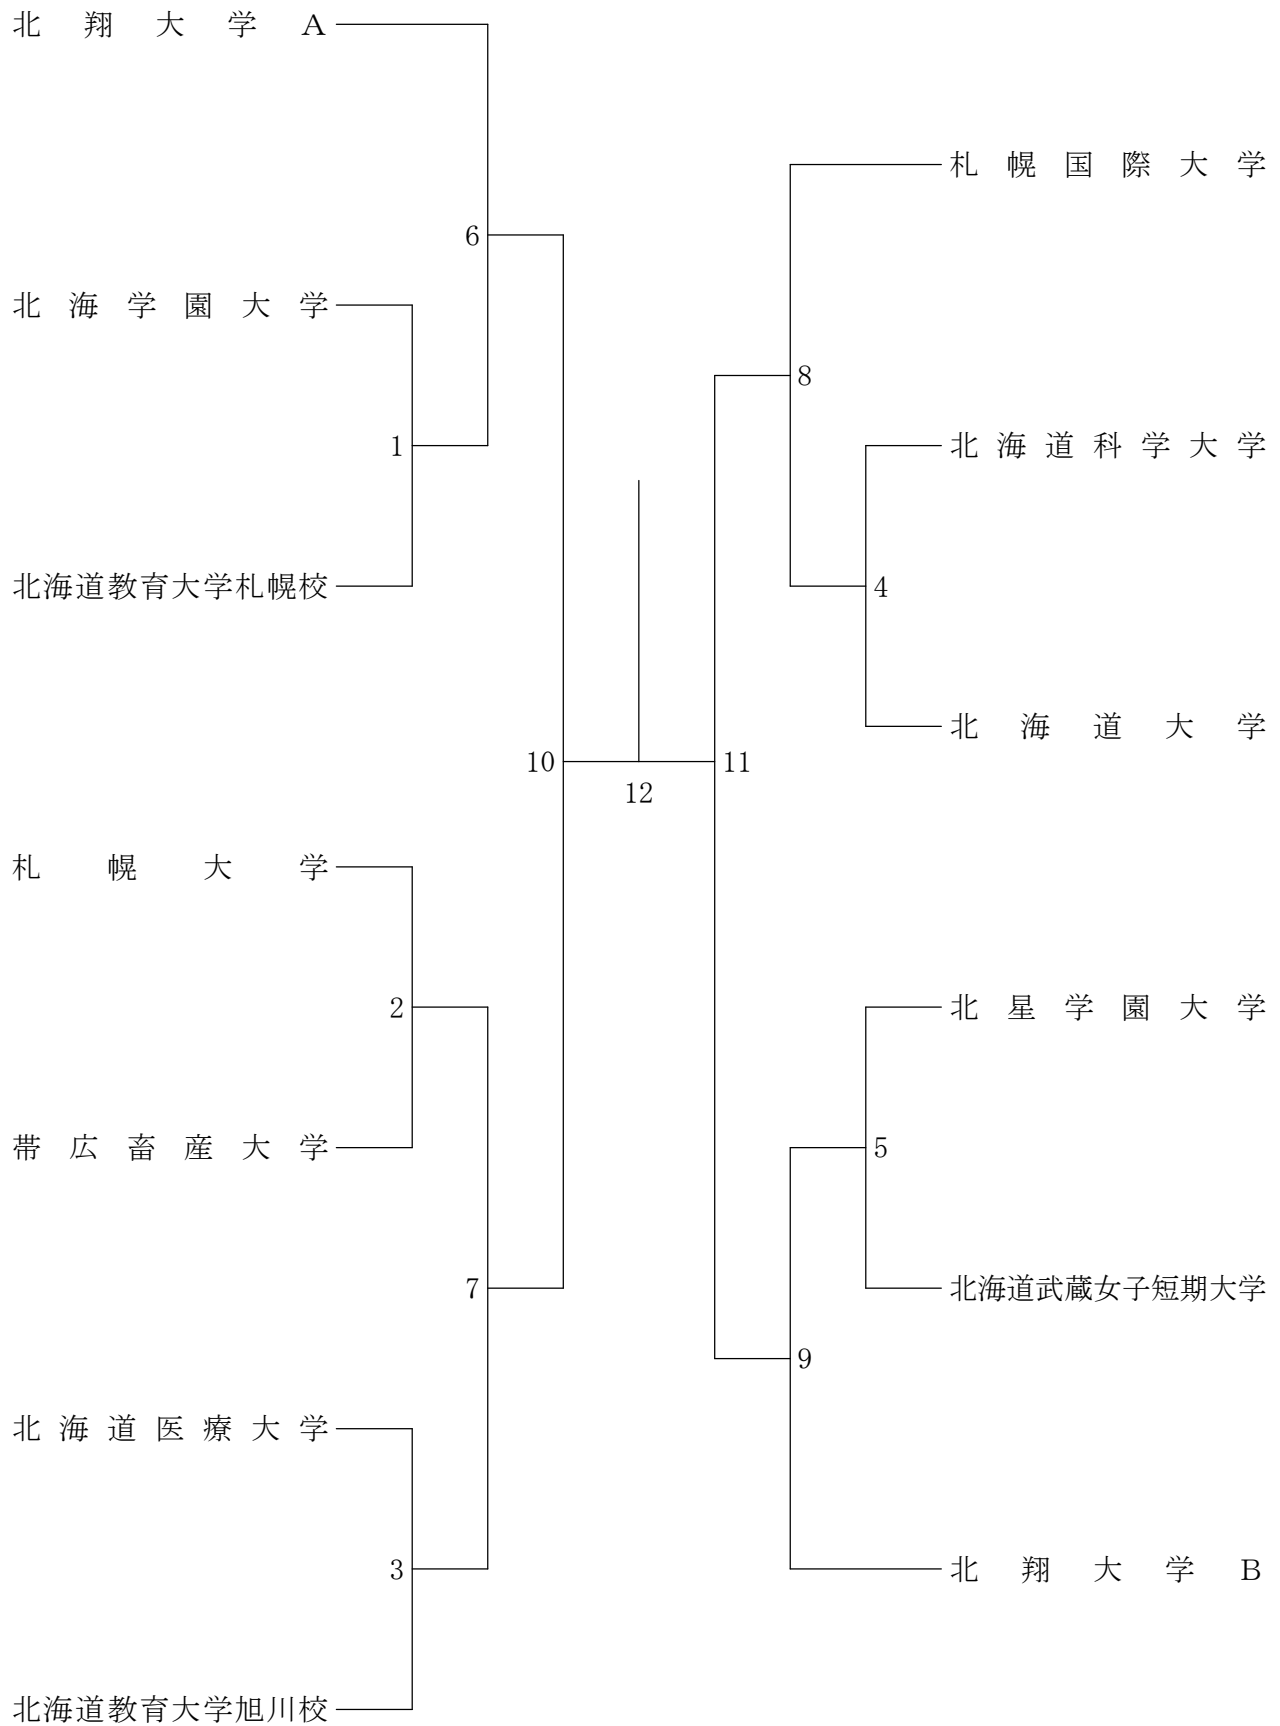 北翔大学A
6
北海学園大学
1
北海道教育大学札幌校
札幌大学
2
帯広畜産大学
7
北海道医療大学
3
北海道教育大学旭川校
10
12
11
札幌国際大学
8
北海道科学大学
4
北海道大学
北星学園大学
5
北海道武蔵女子短期大学
9
北翔大学B